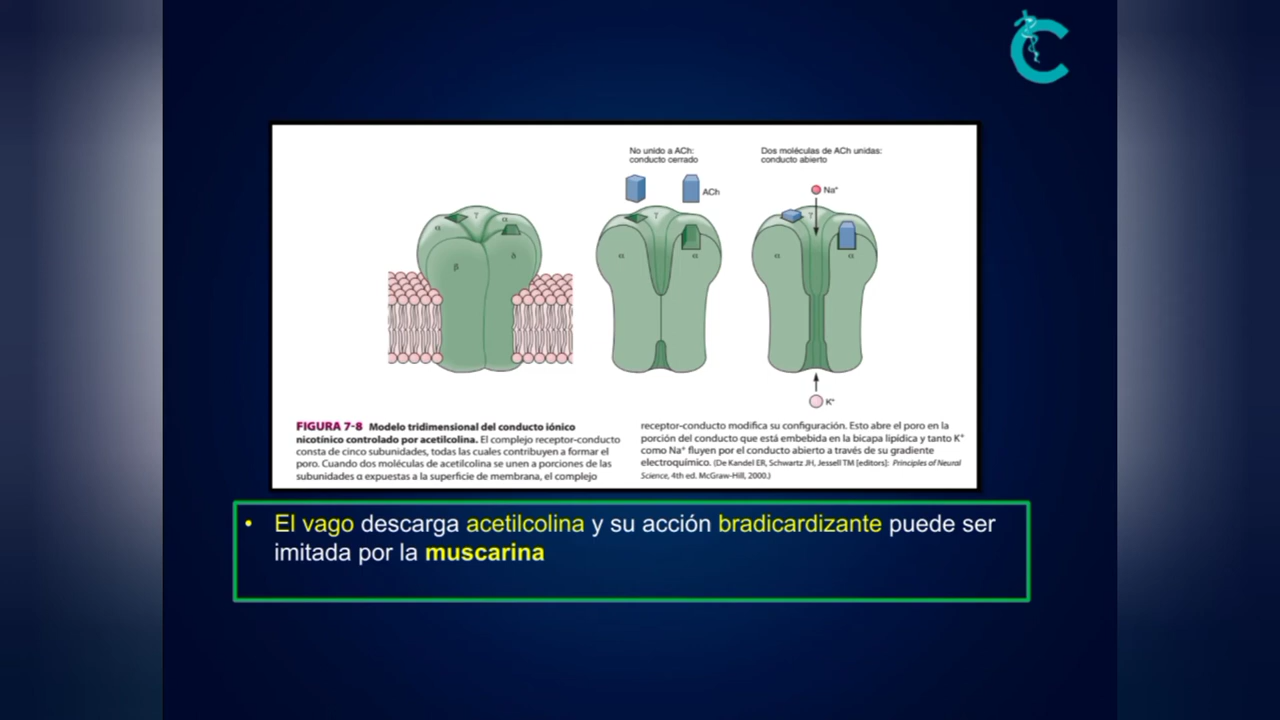 No unido a ACh:
conducto cerrado
Dos moléculas de ACh unidas:
conducto abierto
ACh
Na⁺
γ
α
α
β
δ
γ
α
α
γ
α
α
K⁺
FIGURA 7-8 Modelo tridimensional del conducto iónico
nicotínico controlado por acetilcolina. El complejo receptor-conducto
consta de cinco subunidades, todas las cuales contribuyen a formar el
poro. Cuando dos moléculas de acetilcolina se unen a porciones de las
subunidades α expuestas a la superficie de membrana, el complejo
receptor-conducto modifica su configuración. Esto abre el poro en la
porción del conducto que está embebida en la bicapa lipídica y tanto K⁺
como Na⁺ fluyen por el conducto abierto a través de su gradiente
electroquímico. (De Kandel ER, Schwartz JH, Jessell TM [editors]: Principles of Neural
Science, 4th ed. McGraw-Hill, 2000.)
• El vago descarga acetilcolina y su acción bradicardizante puede ser
imitada por la muscarina